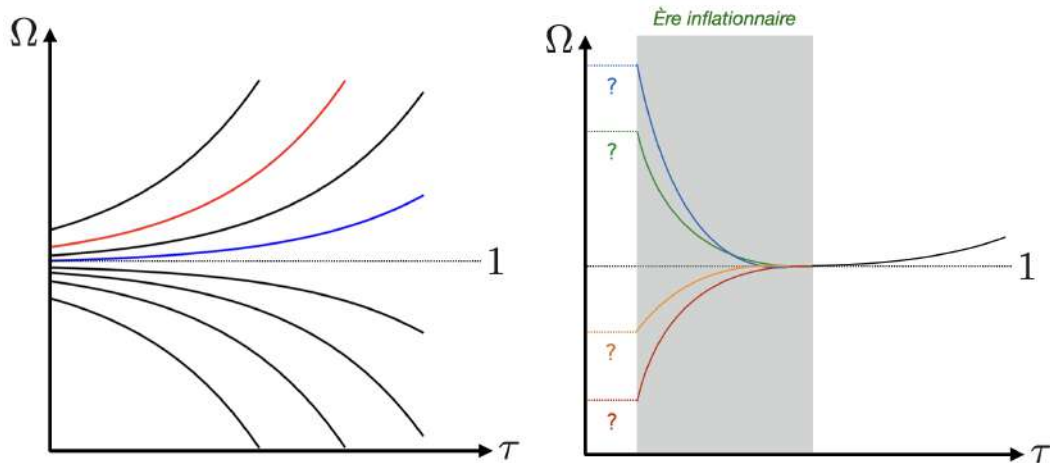 Ω
1
τ
Ère inflationnaire
Ω
?
?
?
?
1
τ